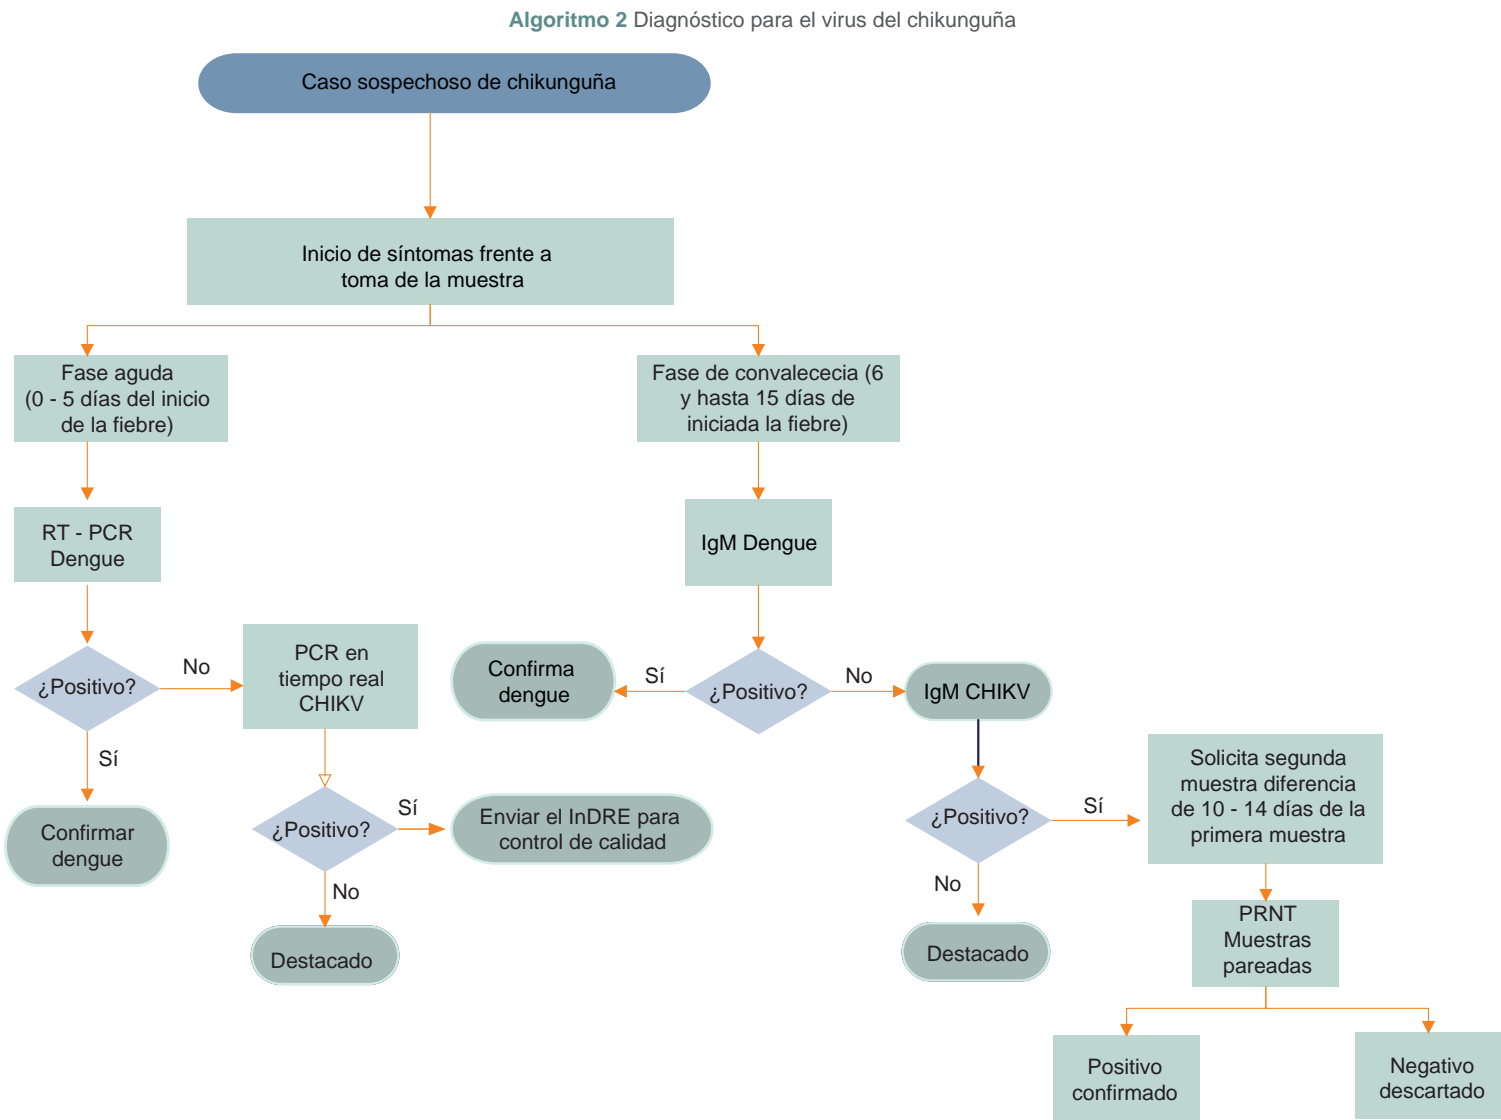 Algoritmo 2 Diagnóstico para el virus del chikunguña
Caso sospechoso de chikunguña
Inicio de síntomas frente a
toma de la muestra
Fase aguda
(0 - 5 días del inicio
de la fiebre)
Fase de convalececia (6
y hasta 15 días de
iniciada la fiebre)
RT - PCR
Dengue
IgM Dengue
¿Positivo?
No
Sí
PCR en
tiempo real
CHIKV
Confirmar
dengue
¿Positivo?
Sí
Enviar el InDRE para
control de calidad
No
Destacado
Confirma
dengue
Sí
¿Positivo?
No
IgM CHIKV
¿Positivo?
Sí
No
Destacado
Solicita segunda
muestra diferencia
de 10 - 14 días de la
primera muestra
PRNT
Muestras
pareadas
Positivo
confirmado
Negativo
descartado